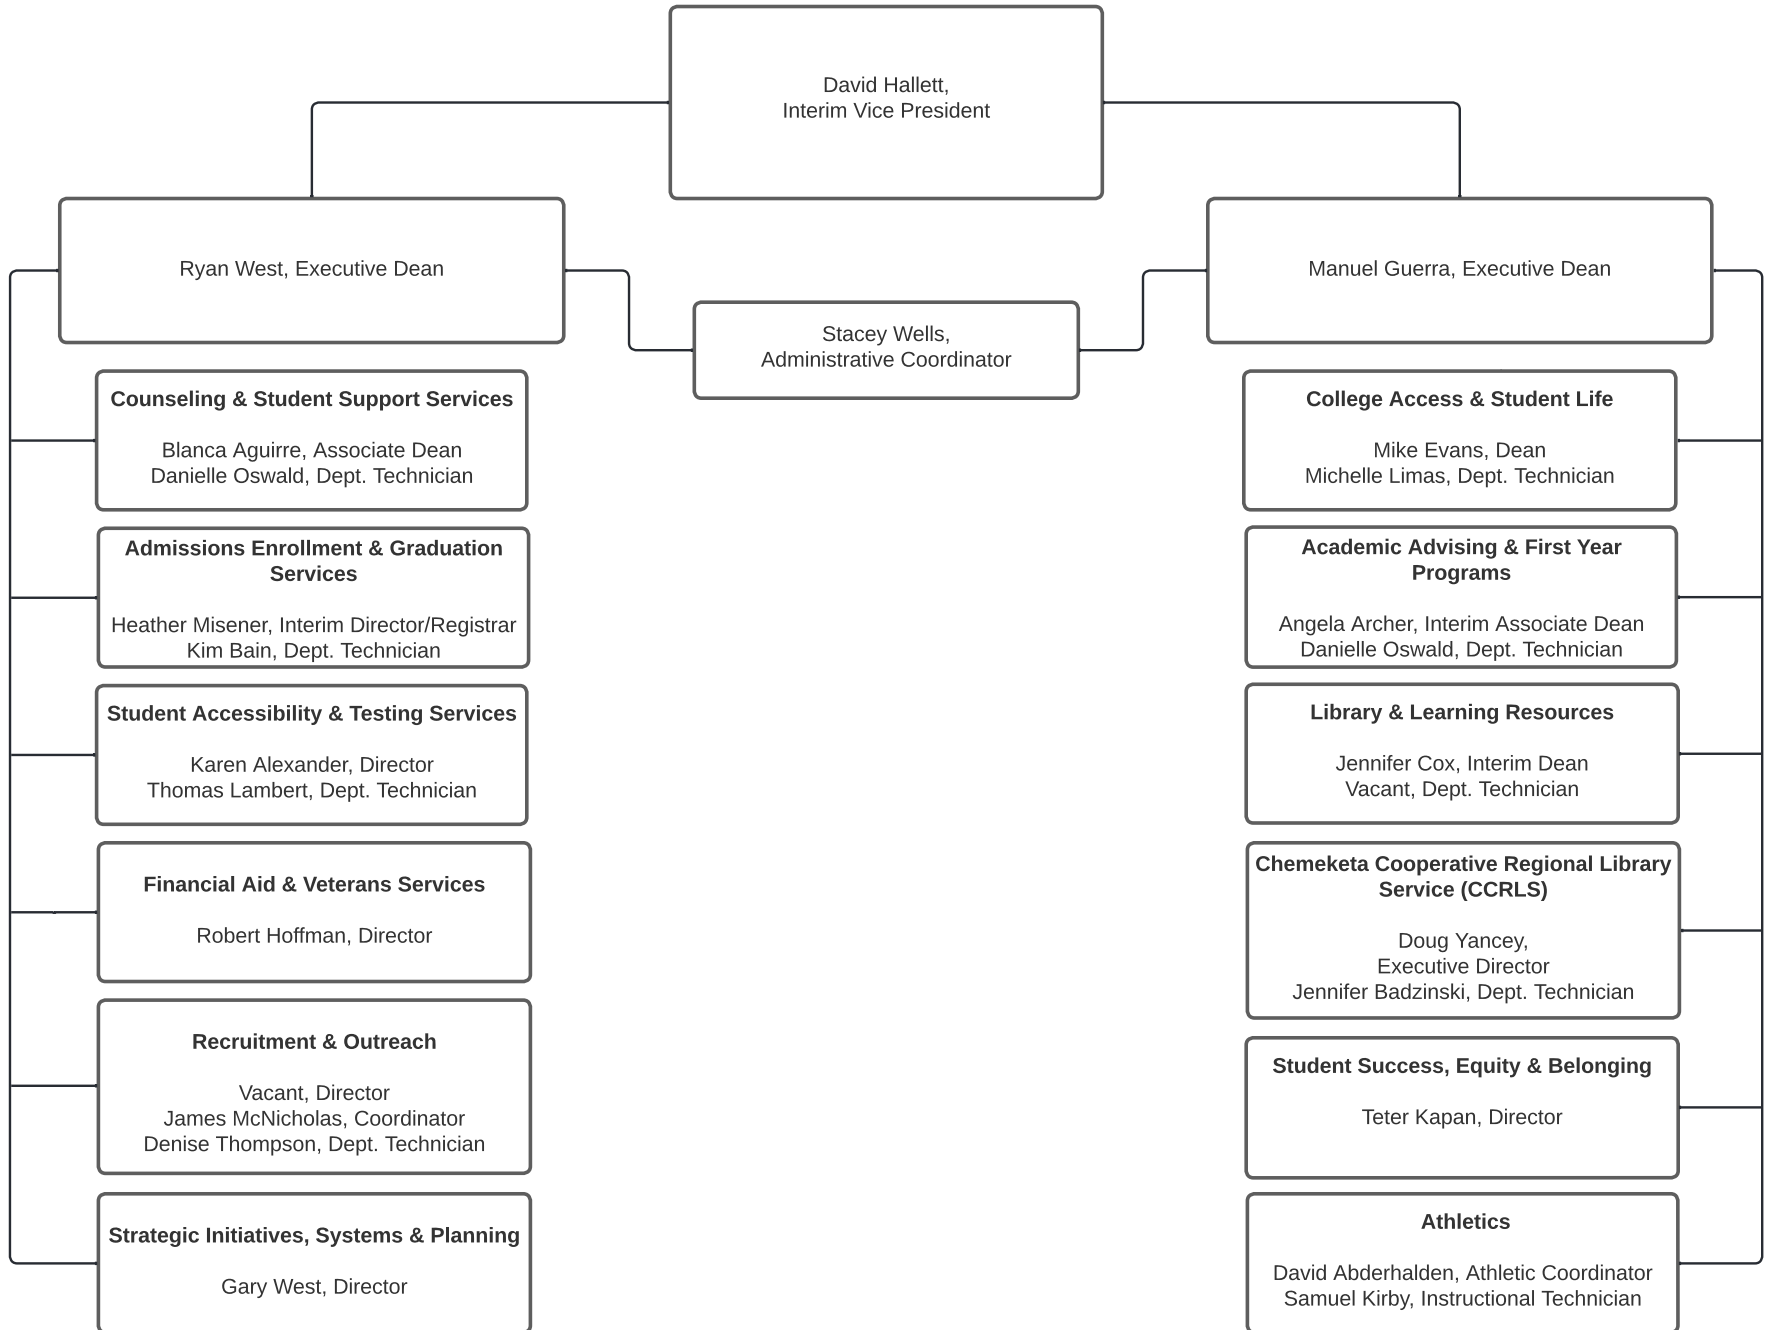 David Hallett,
Interim Vice President
Ryan West, Executive Dean
Manuel Guerra, Executive Dean
Stacey Wells,
Administrative Coordinator
Counseling & Student Support Services
Blanca Aguirre, Associate Dean
Danielle Oswald, Dept. Technician
Admissions Enrollment & Graduation
Services
Heather Misener, Interim Director/Registrar
Kim Bain, Dept. Technician
Student Accessibility & Testing Services
Karen Alexander, Director
Thomas Lambert, Dept. Technician
Financial Aid & Veterans Services
Robert Hoffman, Director
Recruitment & Outreach
Vacant, Director
James McNicholas, Coordinator
Denise Thompson, Dept. Technician
Strategic Initiatives, Systems & Planning
Gary West, Director
College Access & Student Life
Mike Evans, Dean
Michelle Limas, Dept. Technician
Academic Advising & First Year
Programs
Angela Archer, Interim Associate Dean
Danielle Oswald, Dept. Technician
Library & Learning Resources
Jennifer Cox, Interim Dean
Vacant, Dept. Technician
Chemeketa Cooperative Regional Library
Service (CCRLS)
Doug Yancey,
Executive Director
Jennifer Badzinski, Dept. Technician
Student Success, Equity & Belonging
Teter Kapan, Director
Athletics
David Abderhalden, Athletic Coordinator
Samuel Kirby, Instructional Technician